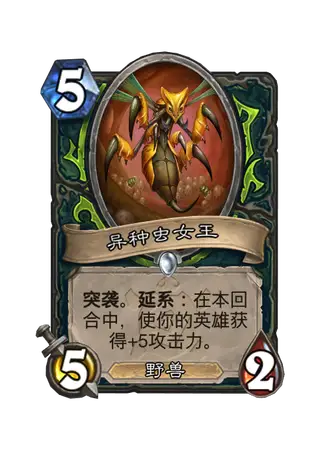 5
异种虫女王
突袭。延系：在本回
合中，使你的英雄获
得+5攻击力。
5
野兽
2